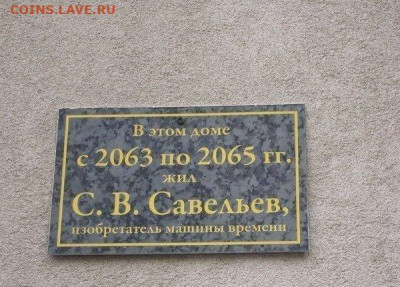 COINS.LAVE.RU
В этом доме
с 2063 по 2065 гг.
жил
С. В. Савельев,
изобретатель машины времени